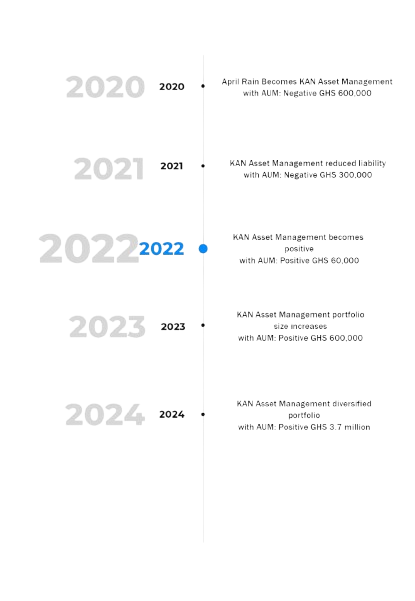 2020
2020
April Rain Becomes KAN Asset Management
with AUM: Negative GHS 600,000
2021
2021
KAN Asset Management reduced liability
with AUM: Negative GHS 300,000
2022
2022
KAN Asset Management becomes
positive
with AUM: Positive GHS 60,000
2023
2023
KAN Asset Management portfolio
size increases
with AUM: Positive GHS 600,000
2024
2024
KAN Asset Management diversified
portfolio
with AUM: Positive GHS 3.7 million